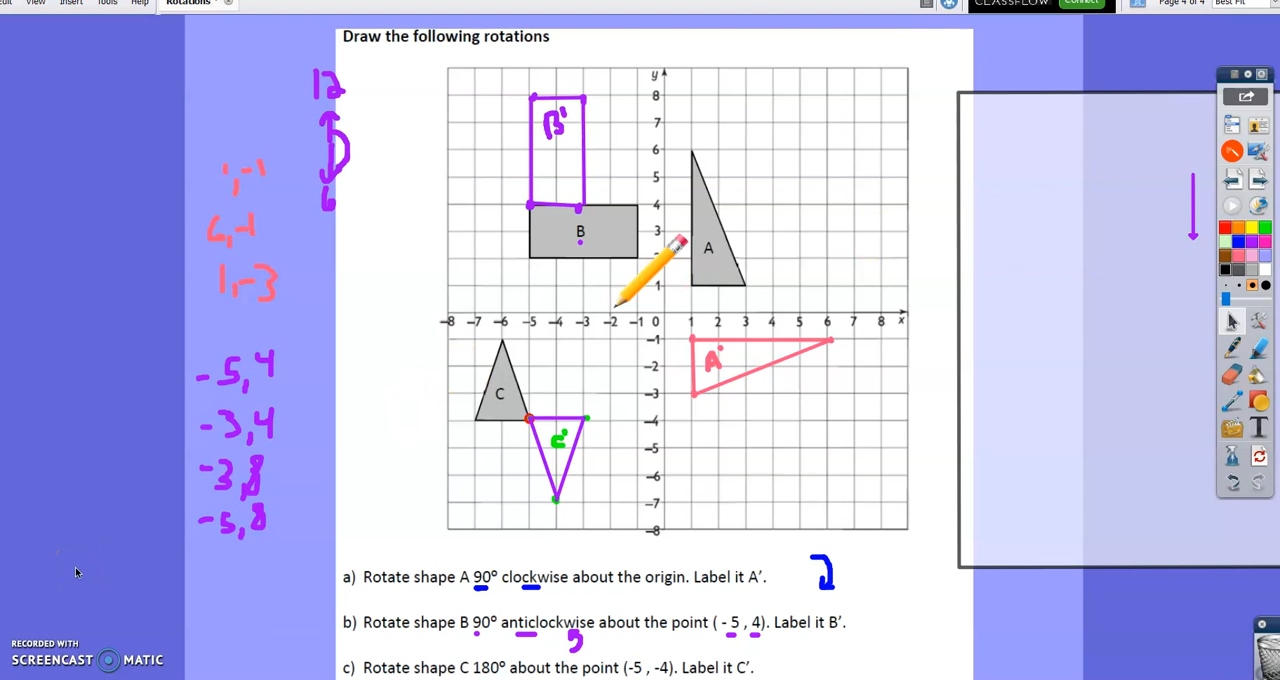 Edit View Insert Tools Help Rotations CLASSFLOW Connect Page 4 of 4 Best Fit
Draw the following rotations
12
6
1, -1
6, -1
1, -3
-5, 4
-3, 4
-3, 8
-5, 8
y
8
7
6
5
4
3
2
1
-8 -7 -6 -5 -4 -3 -2 -1 0 1 2 3 4 5 6 7 8 x
-1
-2
-3
-4
-5
-6
-7
-8
B'
B
A
A'
C
C'
a) Rotate shape A 90° clockwise about the origin. Label it A'.
b) Rotate shape B 90° anticlockwise about the point ( - 5 , 4). Label it B'.
c) Rotate shape C 180° about the point (-5 , -4). Label it C'.
T
RECORDED WITH
SCREENCAST MATIC